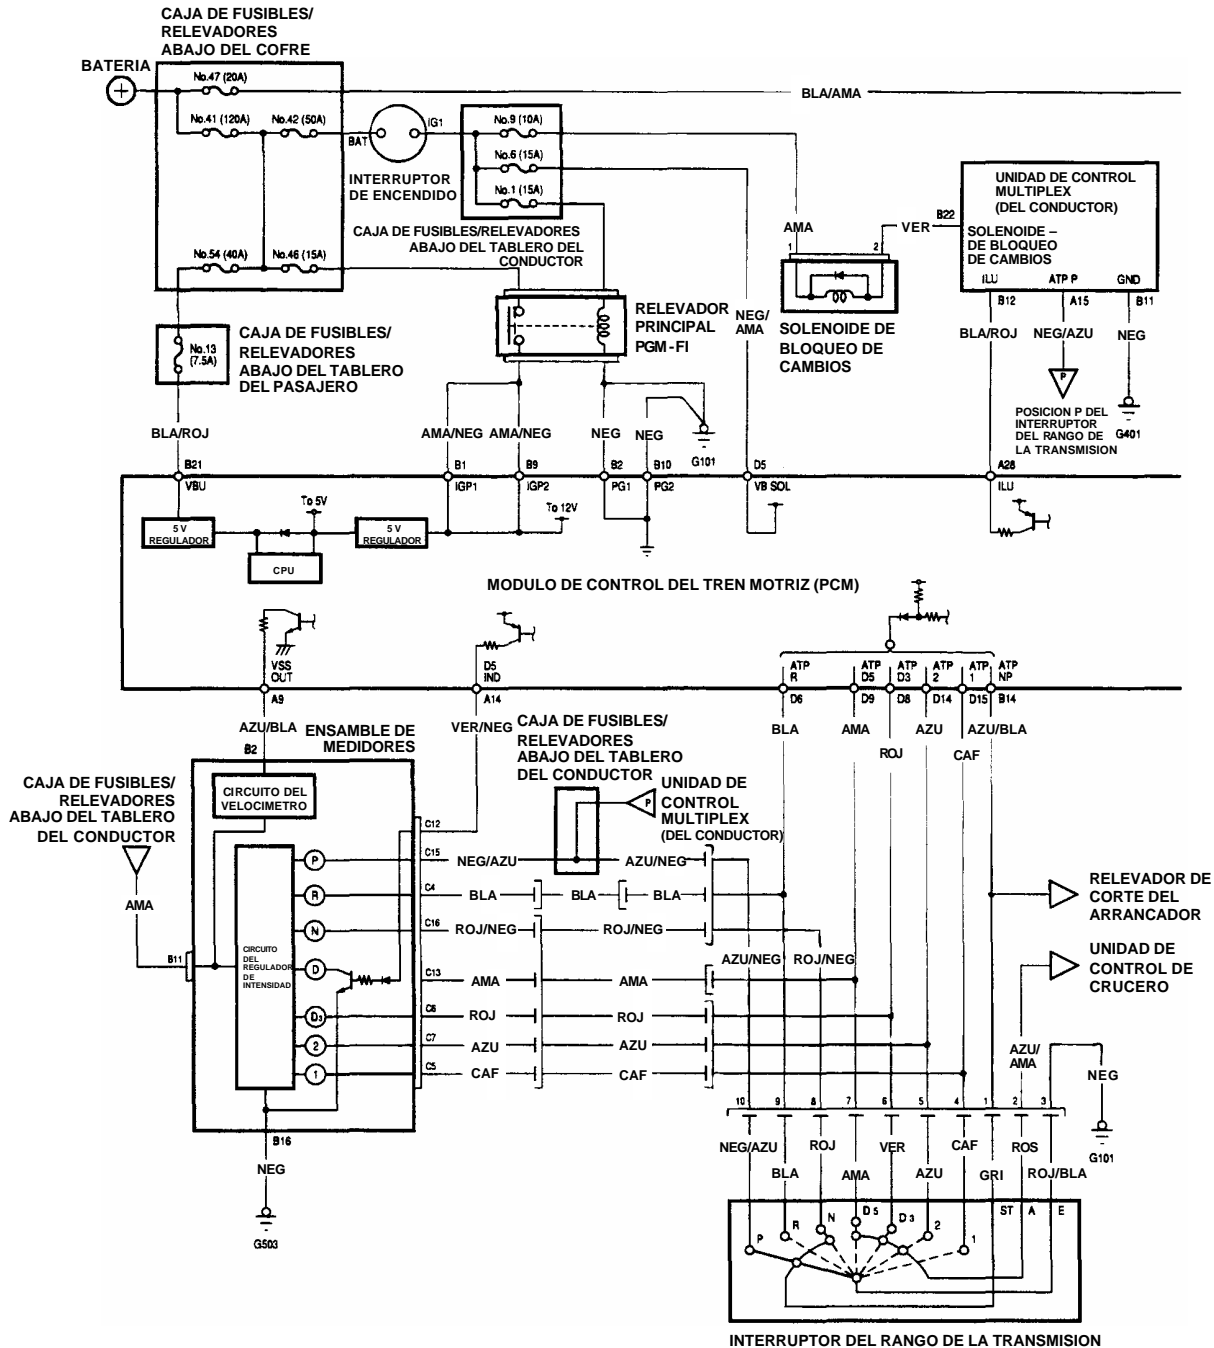 CAJA DE FUSIBLES/
RELEVADORES
ABAJO DEL COFRE
BATERIA
No.47 (20A)
BLA/AMA
No.41 (120A)
No.42 (50A)
BAT
IG1
No.9 (10A)
No.6 (15A)
No.1 (15A)
INTERRUPTOR
DE ENCENDIDO
CAJA DE FUSIBLES/RELEVADORES
ABAJO DEL TABLERO DEL
CONDUCTOR
No.54 (40A)
No.46 (15A)
AMA
1
2
VER
B22
UNIDAD DE CONTROL
MULTIPLEX
(DEL CONDUCTOR)
SOLENOIDE –
DE BLOQUEO
DE CAMBIOS
ILU
ATP P
GND
B12
A15
B11
SOLENOIDE DE
BLOQUEO DE
CAMBIOS
RELEVADOR
PRINCIPAL
PGM-FI
NEG/
AMA
BLA/ROJ
NEG/AZU
NEG
P
POSICION P DEL
INTERRUPTOR
DEL RANGO DE
LA TRANSMISION
G401
No.13
(7.5A)
CAJA DE FUSIBLES/
RELEVADORES
ABAJO DEL TABLERO
DEL PASAJERO
BLA/ROJ
AMA/NEG
AMA/NEG
NEG
NEG
G101
B21
B1
B9
B2
B10
D5
A28
VBU
IGP1
IGP2
PG1
PG2
VB SOL
ILU
To 5V
To 12V
5 V
REGULADOR
5 V
REGULADOR
CPU
MODULO DE CONTROL DEL TREN MOTRIZ (PCM)
VSS
OUT
D5
IND
ATP
R
ATP
D5
ATP
D3
ATP
2
ATP
1
ATP
NP
A9
A14
D6
D9
D8
D14
D15
B14
AZU/BLA
VER/NEG
BLA
AMA
ROJ
AZU
CAF
AZU/BLA
B2
ENSAMBLE DE
MEDIDORES
CAJA DE FUSIBLES/
RELEVADORES
ABAJO DEL TABLERO
DEL CONDUCTOR
UNIDAD DE
CONTROL
MULTIPLEX
(DEL CONDUCTOR)
P
CAJA DE FUSIBLES/
RELEVADORES
ABAJO DEL TABLERO
DEL CONDUCTOR
CIRCUITO DEL
VELOCIMETRO
AMA
B11
CIRCUITO
DEL
REGULADOR
DE
INTENSIDAD
C12
P
C15
NEG/AZU
AZU/NEG
R
C4
BLA
BLA
BLA
N
C16
ROJ/NEG
ROJ/NEG
D
C13
AMA
AMA
D3
C6
ROJ
ROJ
2
C7
AZU
AZU
1
C5
CAF
CAF
AZU/NEG
ROJ/NEG
RELEVADOR DE
CORTE DEL
ARRANCADOR
UNIDAD DE
CONTROL DE
CRUCERO
AZU/
AMA
NEG
G101
B16
NEG
G503
10
9
8
7
6
5
4
1
2
3
NEG/AZU
BLA
ROJ
AMA
VER
AZU
CAF
GRI
ROS
ROJ/BLA
P
R
N
D5
D3
2
1
ST
A
E
INTERRUPTOR DEL RANGO DE LA TRANSMISION